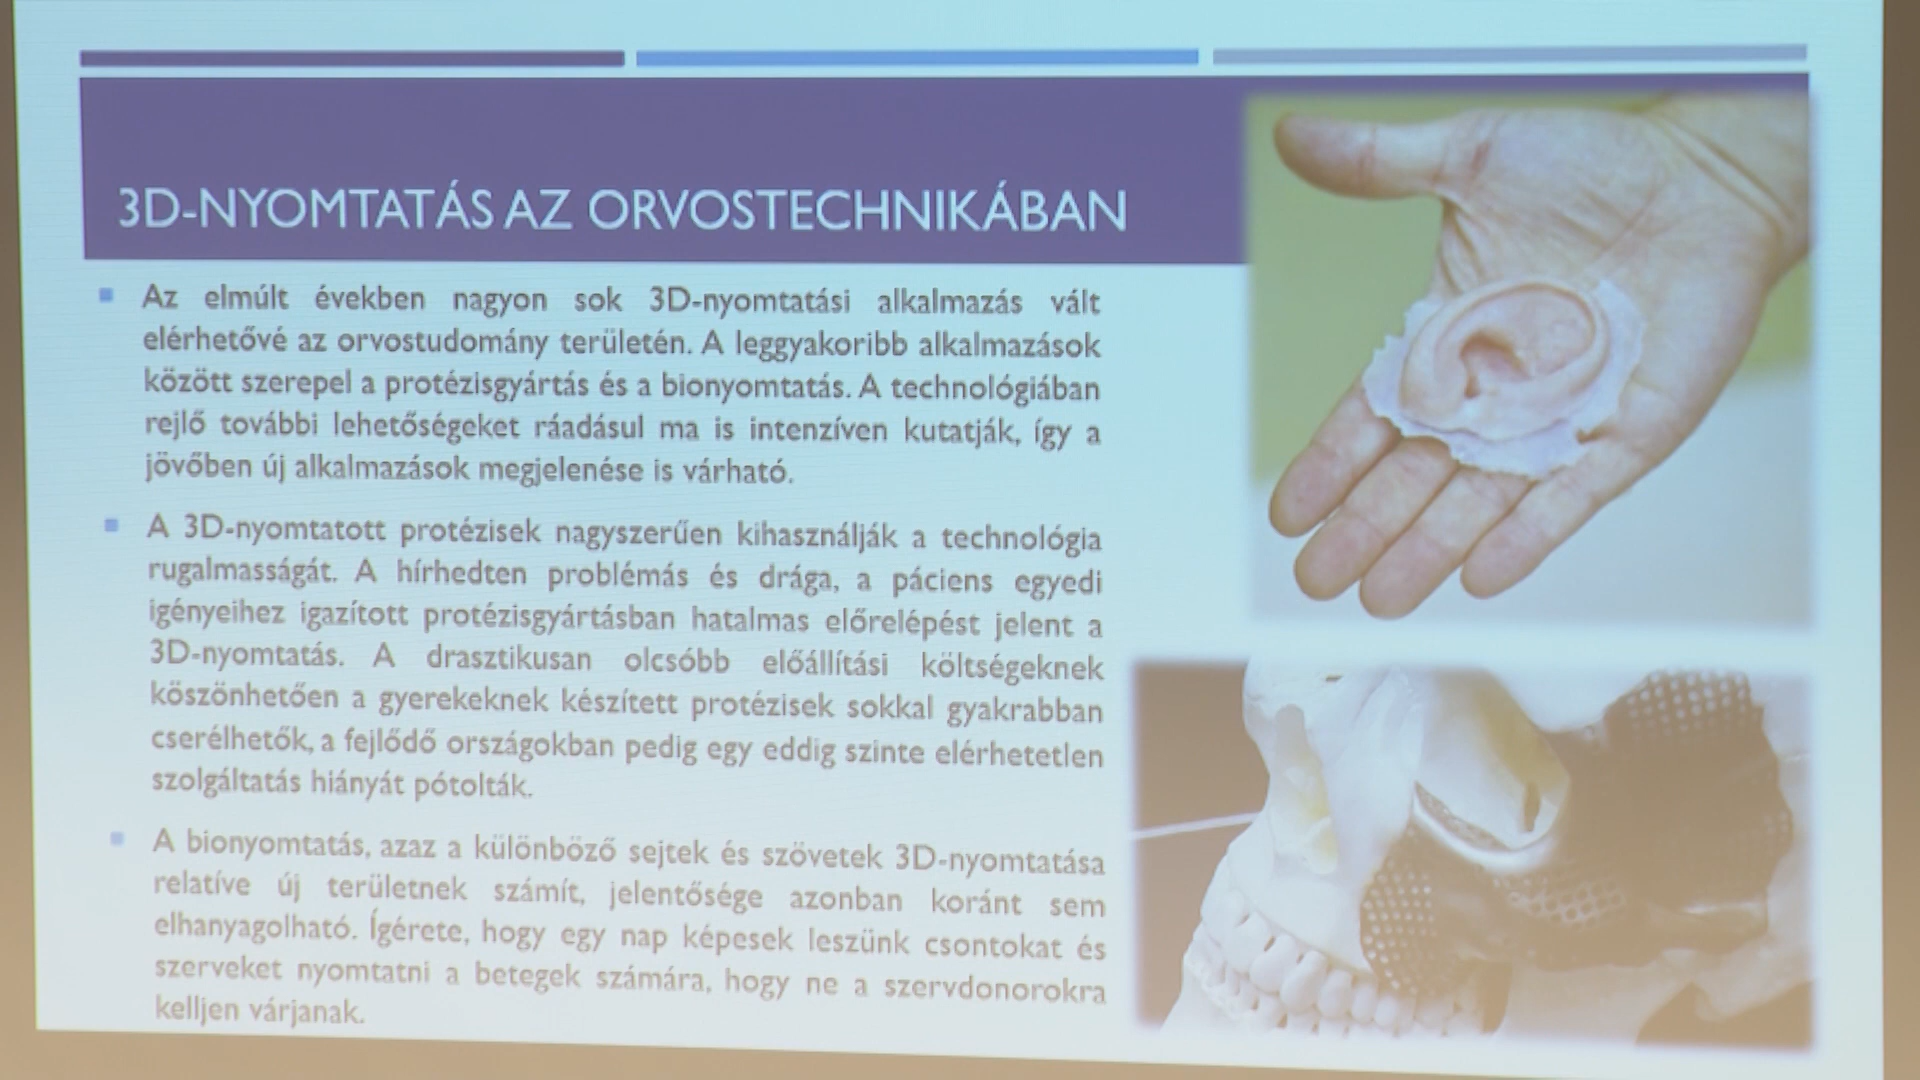 3D-NYOMTATÁS AZ ORVOSTECHNIKÁBAN
Az elmúlt években nagyon sok 3D-nyomtatási alkalmazás vált
elérhetővé az orvostudomány területén. A leggyakoribb alkalmazások
között szerepel a protézisgyártás és a bionyomtatás. A technológiában
rejlő további lehetőségeket ráadásul ma is intenzíven kutatják, így a
jövőben új alkalmazások megjelenése is várható.
A 3D-nyomtatott protézisek nagyszerűen kihasználják a technológia
rugalmasságát. A hírhedten problémás és drága, a páciens egyedi
igényeihez igazított protézisgyártásban hatalmas előrelépést jelent a
3D-nyomtatás. A drasztikusan olcsóbb előállítási költségeknek
köszönhetően a gyerekeknek készített protézisek sokkal gyakrabban
cserélhetők, a fejlődő országokban pedig egy eddig szinte elérhetetlen
szolgáltatás hiányát pótolták.
A bionyomtatás, azaz a különböző sejtek és szövetek 3D-nyomtatása
relatíve új területnek számít, jelentősége azonban koránt sem
elhanyagolható. Ígérete, hogy egy nap képesek leszünk csontokat és
szerveket nyomtatni a betegek számára, hogy ne a szervdonorokra
kelljen várjanak.